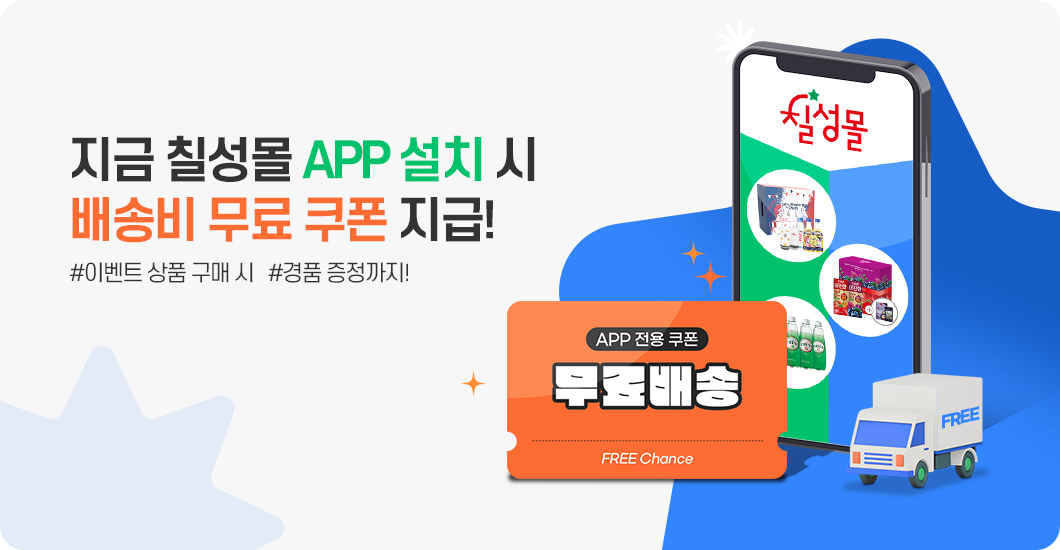 지금 칠성몰 APP 설치 시
배송비 무료 쿠폰 지급!
#이벤트 상품 구매 시 #경품 증정까지!
칠성몰
APP 전용 쿠폰
무료배송
FREE Chance
FREE